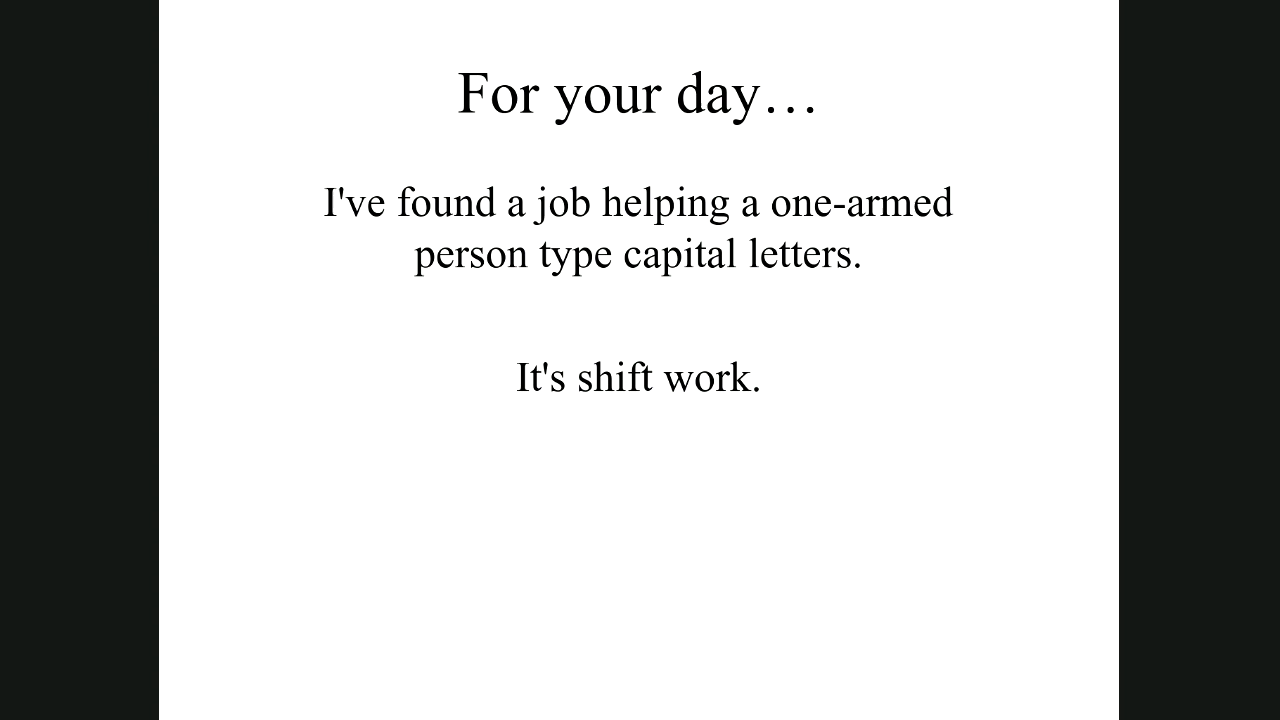 For your day…
I've found a job helping a one-armed
person type capital letters.
It's shift work.